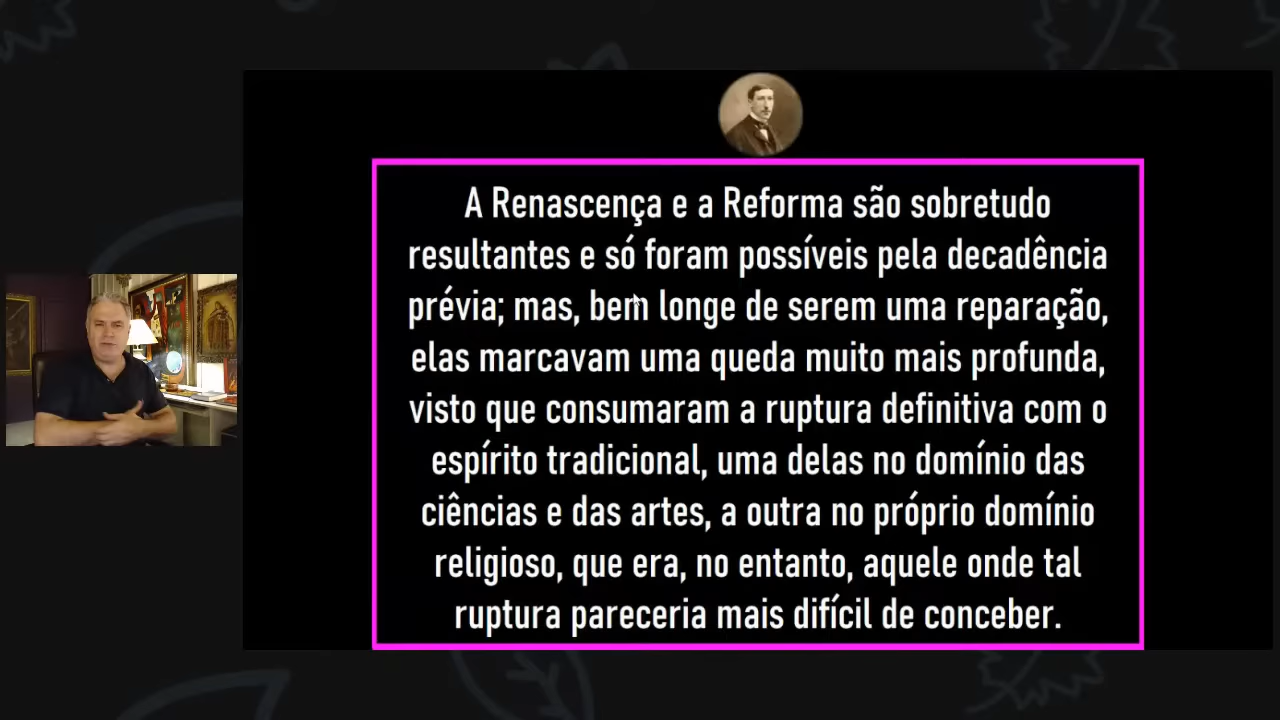 A Renascença e a Reforma são sobretudo
resultantes e só foram possíveis pela decadência
prévia; mas, bem longe de serem uma reparação,
elas marcavam uma queda muito mais profunda,
visto que consumaram a ruptura definitiva com o
espírito tradicional, uma delas no domínio das
ciências e das artes, a outra no próprio domínio
religioso, que era, no entanto, aquele onde tal
ruptura pareceria mais difícil de conceber.